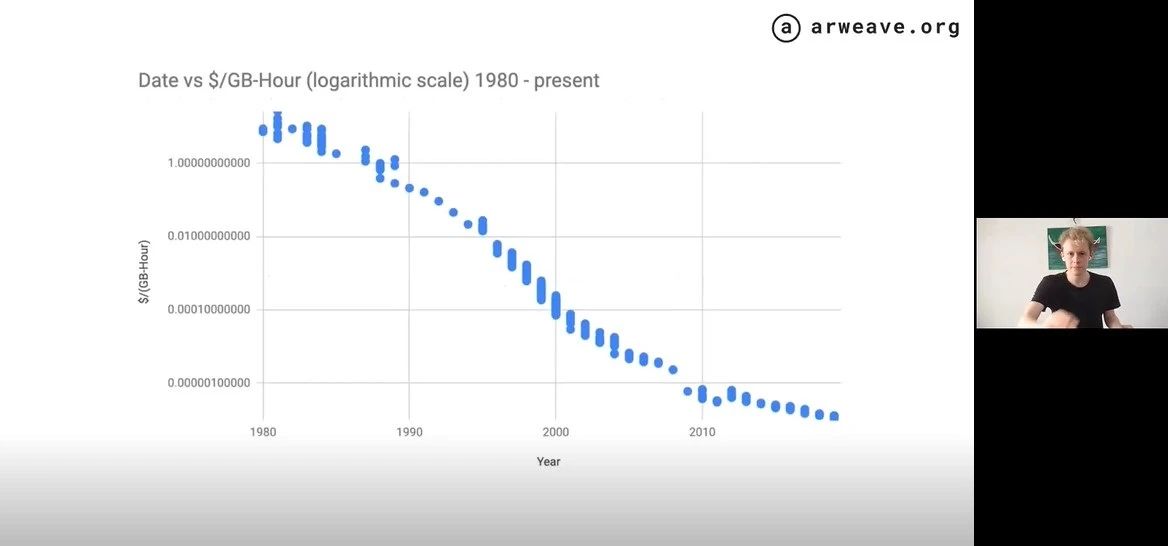 arweave.org
Date vs $/GB-Hour (logarithmic scale) 1980 - present
1.00000000000
0.01000000000
0.00010000000
0.00000100000
$/(GB-Hour)
1980 1990 2000 2010
Year